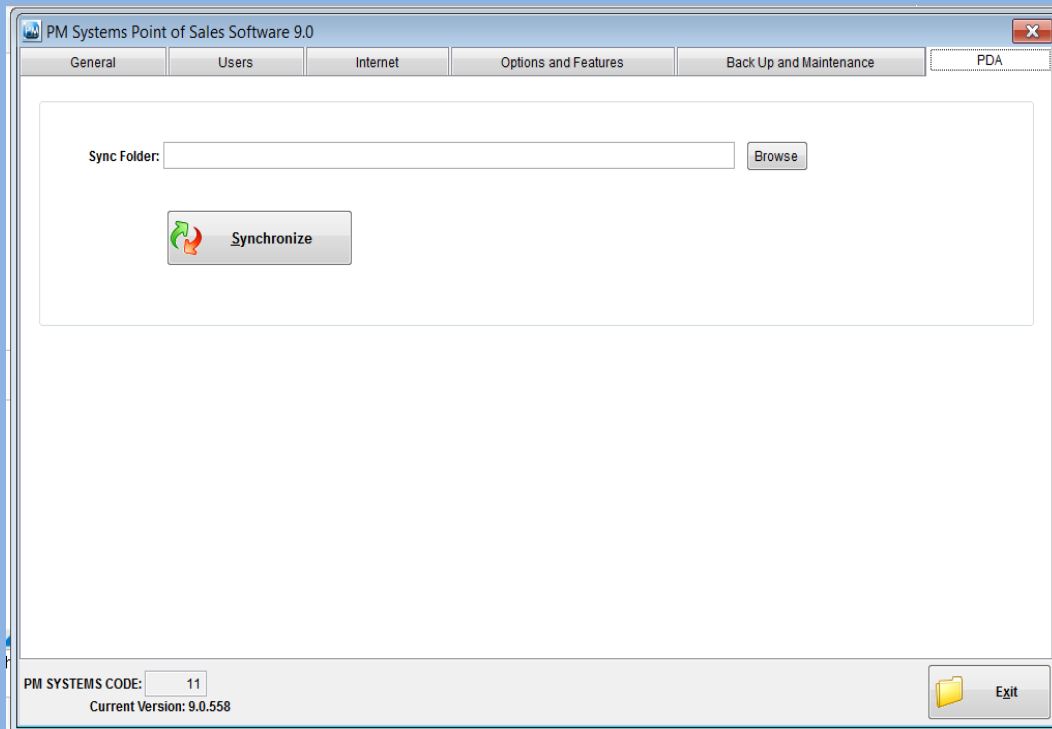 PM Systems Point of Sales Software 9.0
General Users Internet Options and Features Back Up and Maintenance PDA
Sync Folder: Browse
Synchronize
PM SYSTEMS CODE: 11
Current Version: 9.0.558
Exit